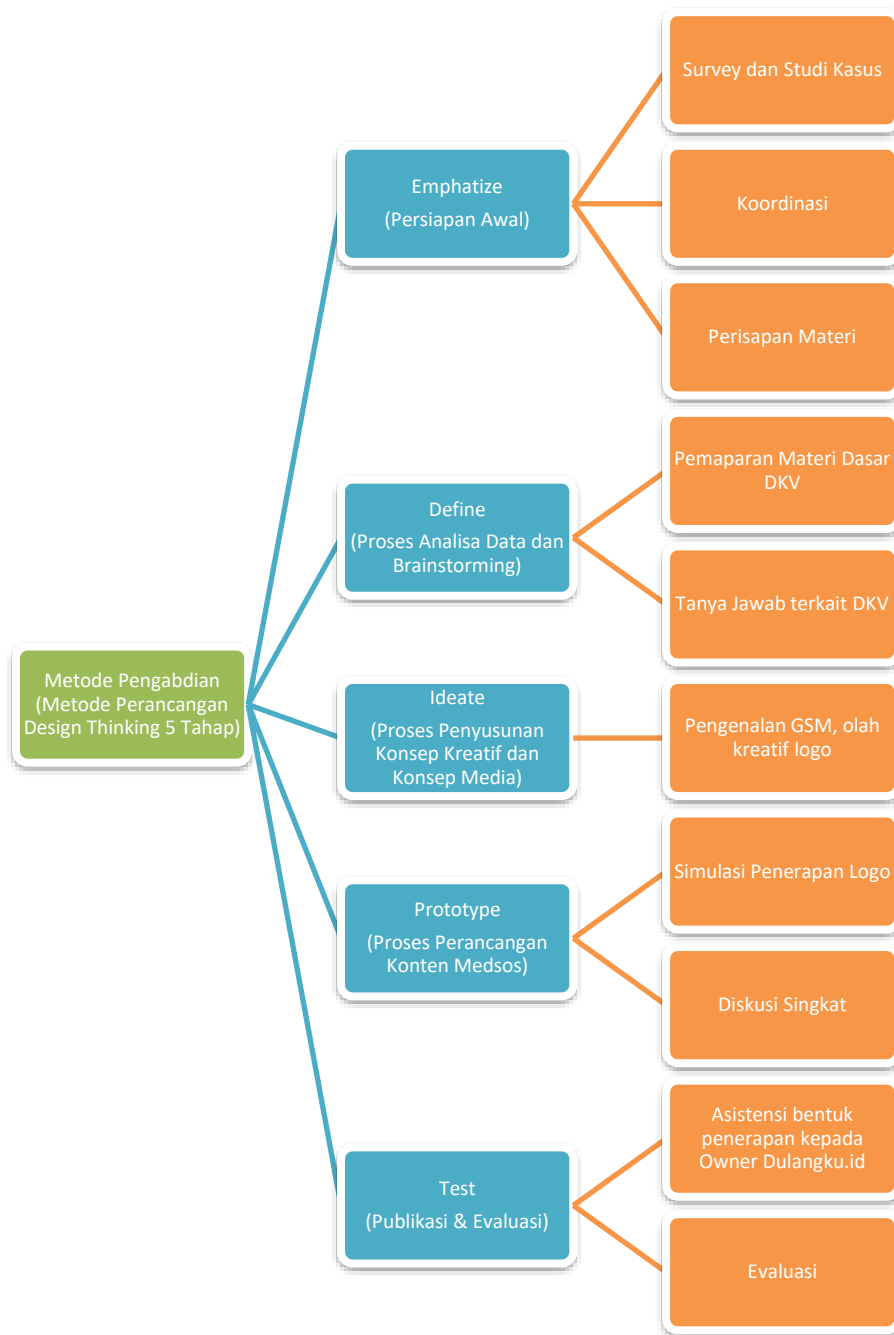 Metode Pengabdian
(Metode Perancangan
Design Thinking 5 Tahap)
Emphatize
(Persiapan Awal)
Survey dan Studi Kasus
Koordinasi
Perisapan Materi
Define
(Proses Analisa Data dan
Brainstorming)
Pemaparan Materi Dasar
DKV
Tanya Jawab terkait DKV
Ideate
(Proses Penyusunan
Konsep Kreatif dan
Konsep Media)
Pengenalan GSM, olah
kreatif logo
Prototype
(Proses Perancangan
Konten Medsos)
Simulasi Penerapan Logo
Diskusi Singkat
Test
(Publikasi & Evaluasi)
Asistensi bentuk
penerapan kepada
Owner Dulangku.id
Evaluasi